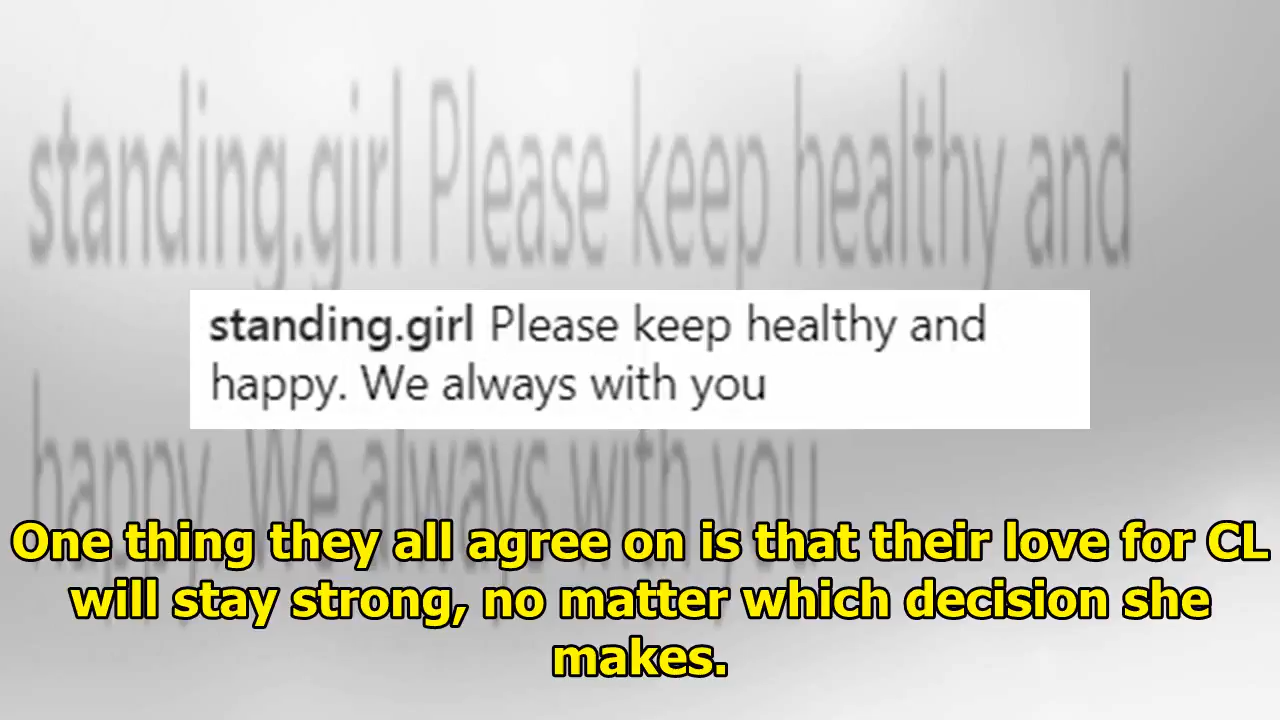 standing.girl Please keep healthy and
happy. We always with you
standing.girl Please keep healthy and
happy. We always with you
One thing they all agree on is that their love for CL
will stay strong, no matter which decision she
makes.